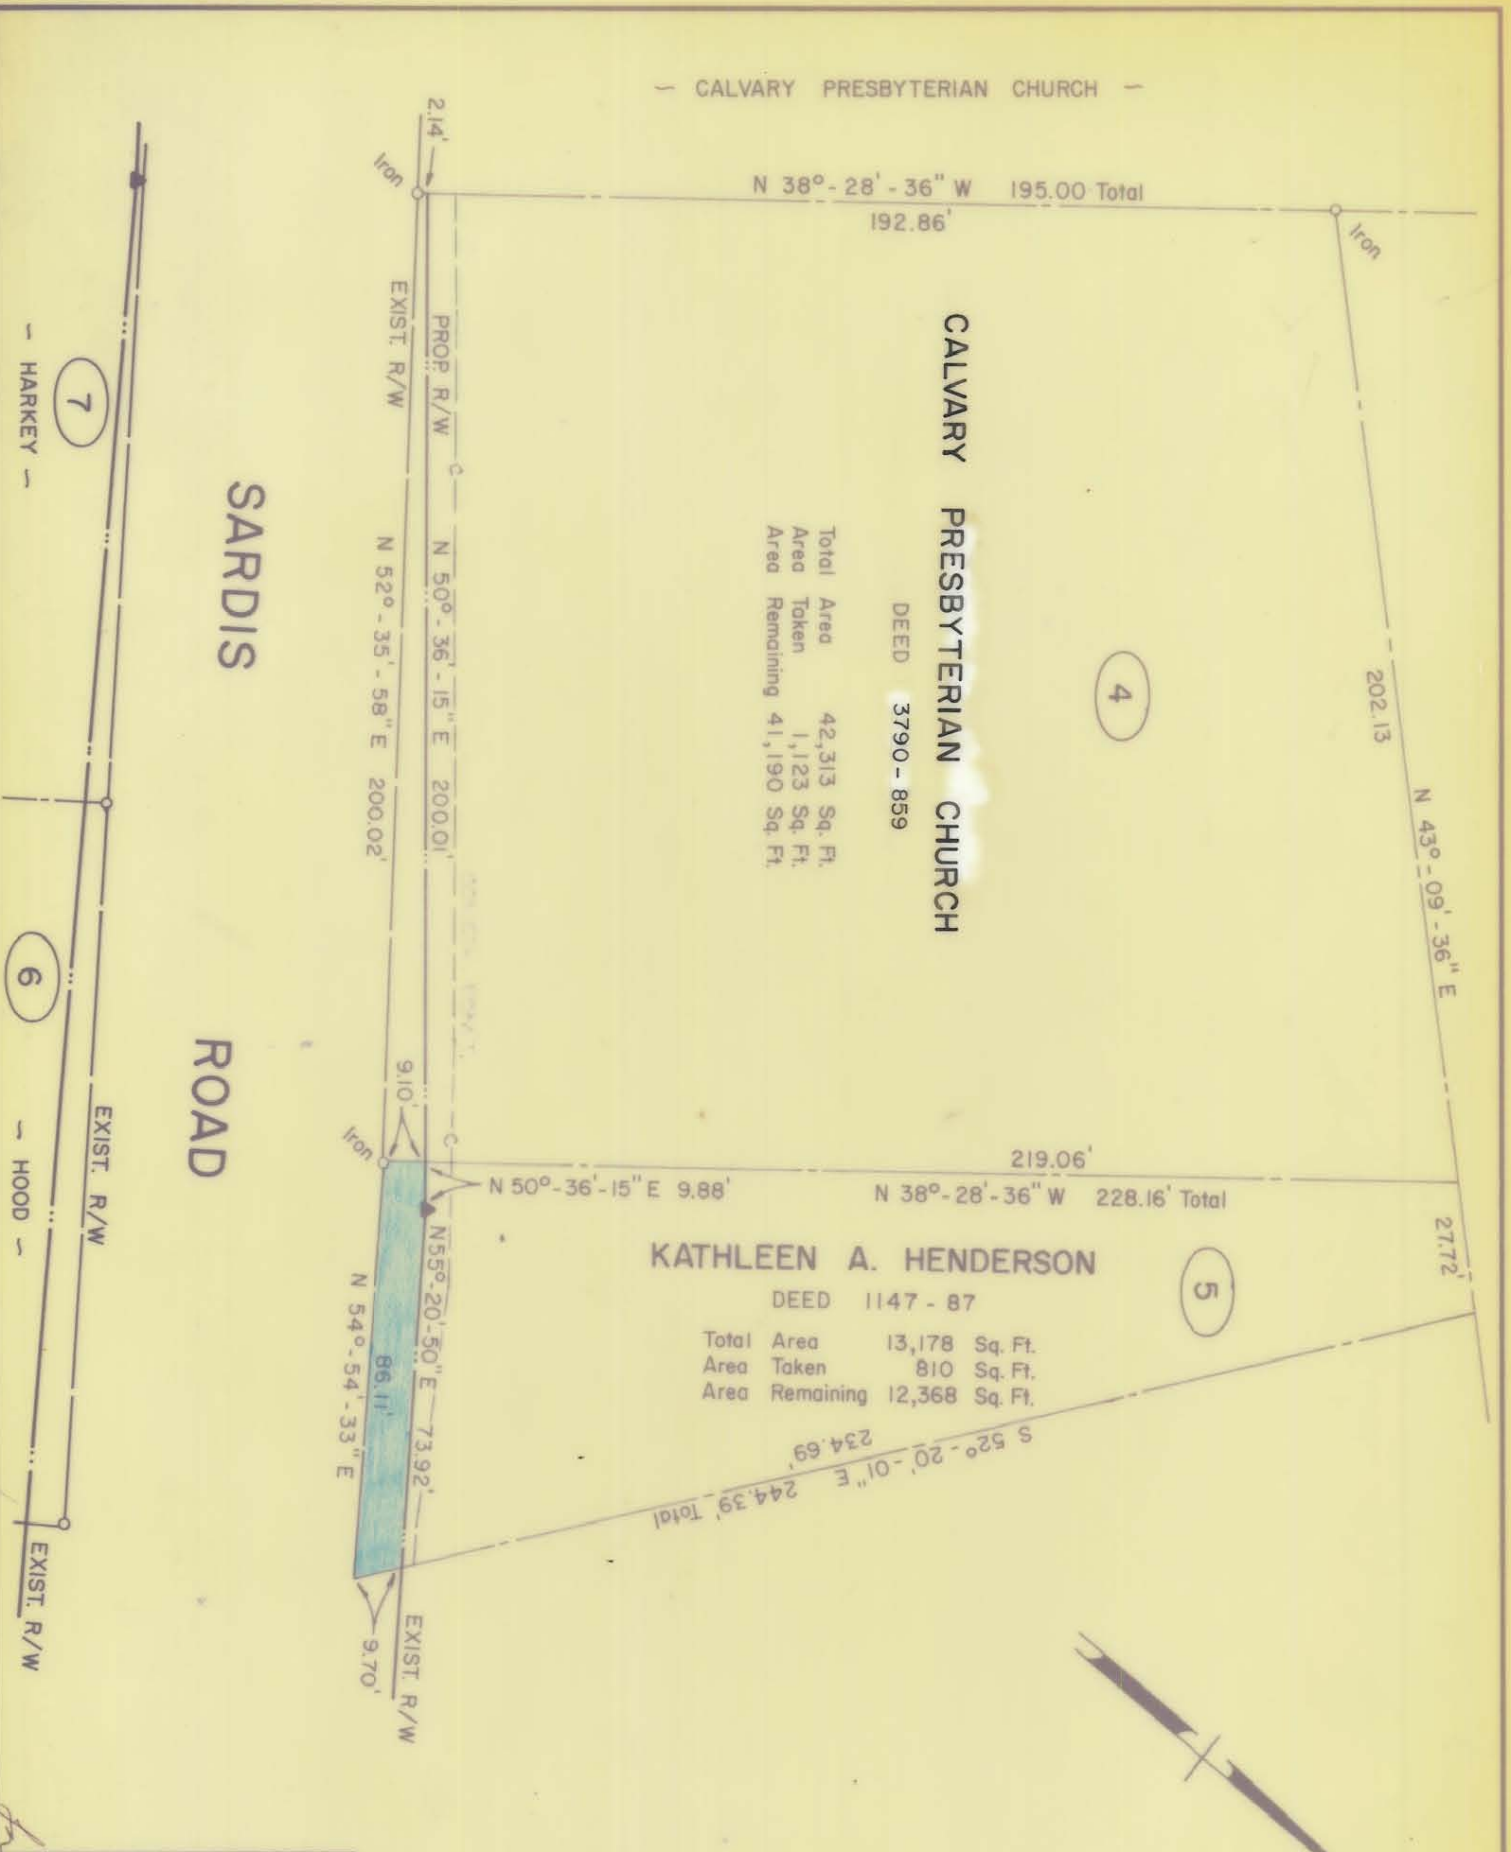 ~ CALVARY PRESBYTERIAN CHURCH ~
2.14'
Iron
N 38°-28'-36" W 195.00 Total
192.86'
Iron
202.13
N 43°-09'-36" E
4
CALVARY PRESBYTERIAN CHURCH
DEED 3790-859
Total Area 42,313 Sq. Ft.
Area Taken 1,123 Sq. Ft.
Area Remaining 41,190 Sq. Ft.
PROP. R/W C N 50°-36'-15" E 200.01'
C
EXIST. R/W
N 52°-35'-58" E 200.02'
9.10'
Iron
219.06'
N 38°-28'-36" W 228.16' Total
N 50°-36'-15" E 9.88'
27.72'
5
KATHLEEN A. HENDERSON
DEED 1147 - 87
Total Area 13,178 Sq. Ft.
Area Taken 810 Sq. Ft.
Area Remaining 12,368 Sq. Ft.
S 52°-20'-01" E
234.69'
244.39' Total
N 55°-20'-50" E 73.92'
86.11'
N 54°-54'-33" E
9.70'
EXIST. R/W
SARDIS ROAD
7
~ HARKEY ~
6
~ HOOD ~
EXIST. R/W
EXIST. R/W